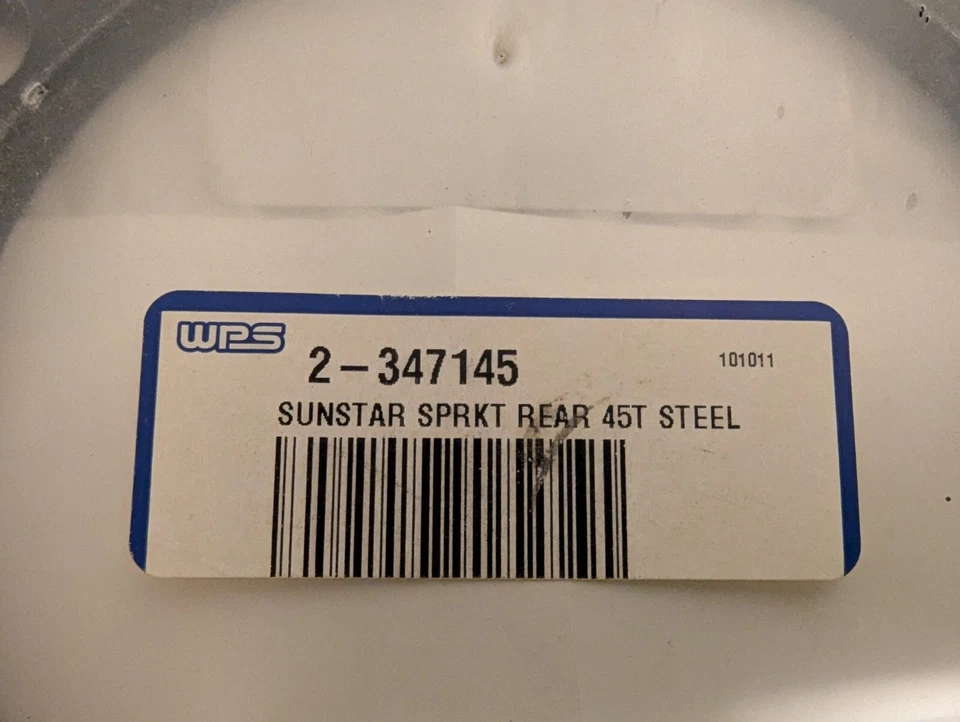 WPS
2-347145
101011
SUNSTAR SPRKT REAR 45T STEEL